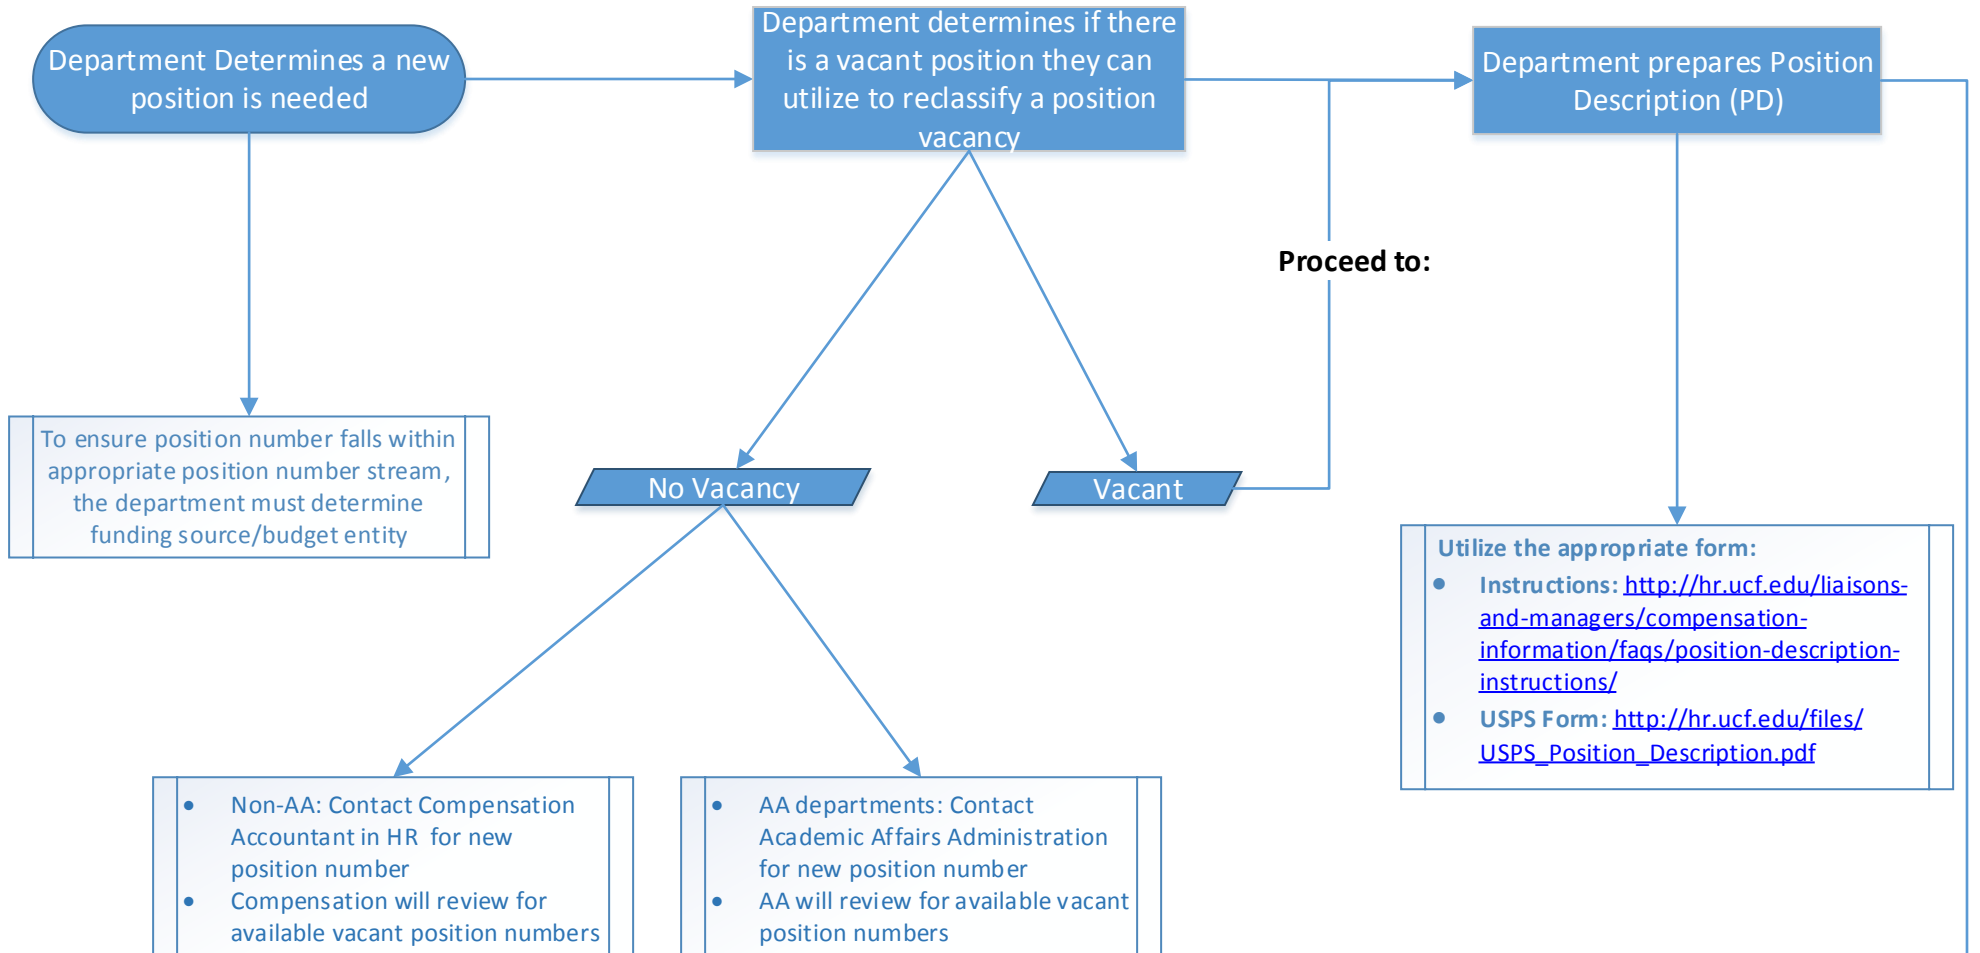 Department Determines a new
position is needed
Department determines if there
is a vacant position they can
utilize to reclassify a position
vacancy
Department prepares Position
Description (PD)
Proceed to:
To ensure position number falls within
appropriate position number stream,
the department must determine
funding source/budget entity
No Vacancy
Vacant
Utilize the appropriate form:
• Instructions: http://hr.ucf.edu/liaisons-
and-managers/compensation-
information/faqs/position-description-
instructions/
• USPS Form: http://hr.ucf.edu/files/
USPS_Position_Description.pdf
• Non-AA: Contact Compensation
Accountant in HR for new
position number
• Compensation will review for
available vacant position numbers
• AA departments: Contact
Academic Affairs Administration
for new position number
• AA will review for available vacant
position numbers